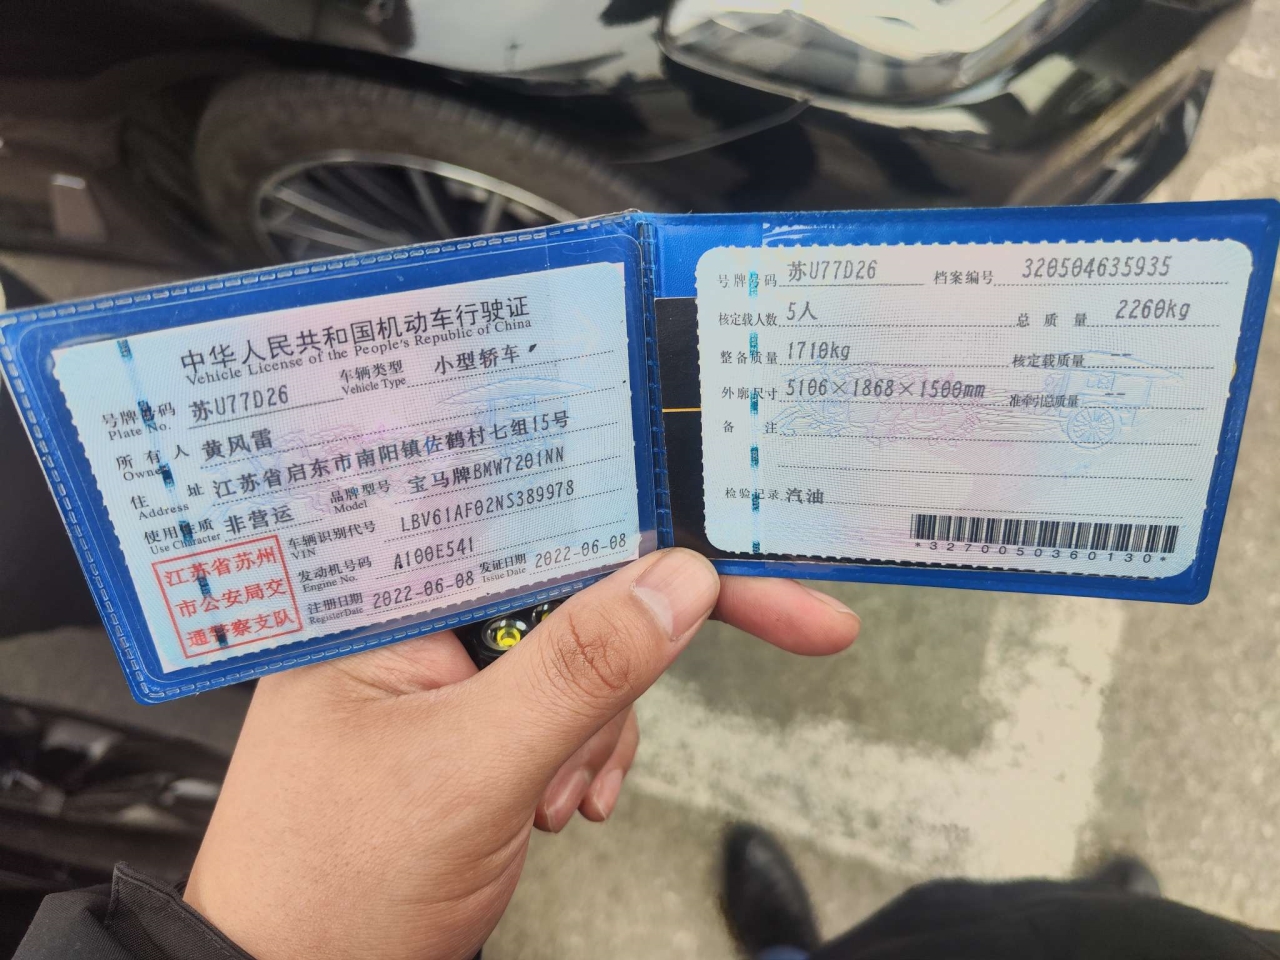 中华人民共和国机动车行驶证
Vehicle License of the People's Republic of China
号牌号码 苏U77D26 车辆类型 小型轿车
Plate No. Vehicle Type
所有人 黄风雷
Owner
住址 江苏省启东市南阳镇佐鹤村七组15号
Address
使用性质 非营运 品牌型号 宝马牌BMW7201NN
Use Character Model
车辆识别代号 LBV61AF02NS389978
VIN
发动机号码 A100E541
Engine No.
注册日期 2022-06-08 发证日期 2022-06-08
Register Date Issue Date
江苏省苏州
市公安局交
通警察支队
号牌号码 苏U77D26 档案编号 320504635935
核定载人数 5人 总质量 2260kg
整备质量 1710kg 核定载质量 --
外廓尺寸 5106×1868×1500mm 准牵引总质量 --
备注
检验记录 汽油
*3270050360130*